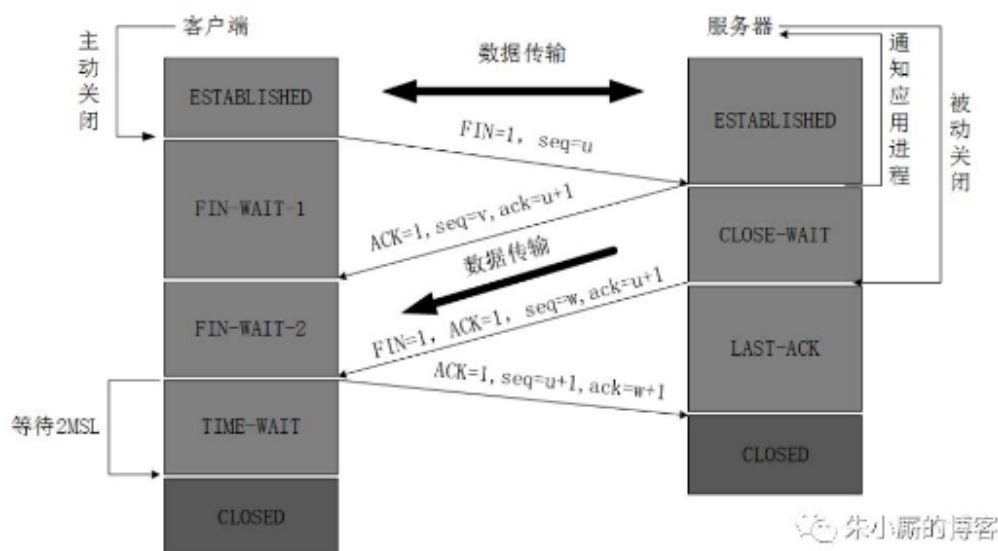 客户端
服务器
主动关闭
数据传输
通知应用进程
被动关闭
ESTABLISHED
ESTABLISHED
FIN=1, seq=u
FIN-WAIT-1
ACK=1,seq=v,ack=u+1
CLOSE-WAIT
数据传输
FIN=1, ACK=1, seq=w,ack=u+1
FIN-WAIT-2
LAST-ACK
ACK=1,seq=u+1,ack=w+1
等待2MSL
TIME-WAIT
CLOSED
CLOSED
朱小厮的博客